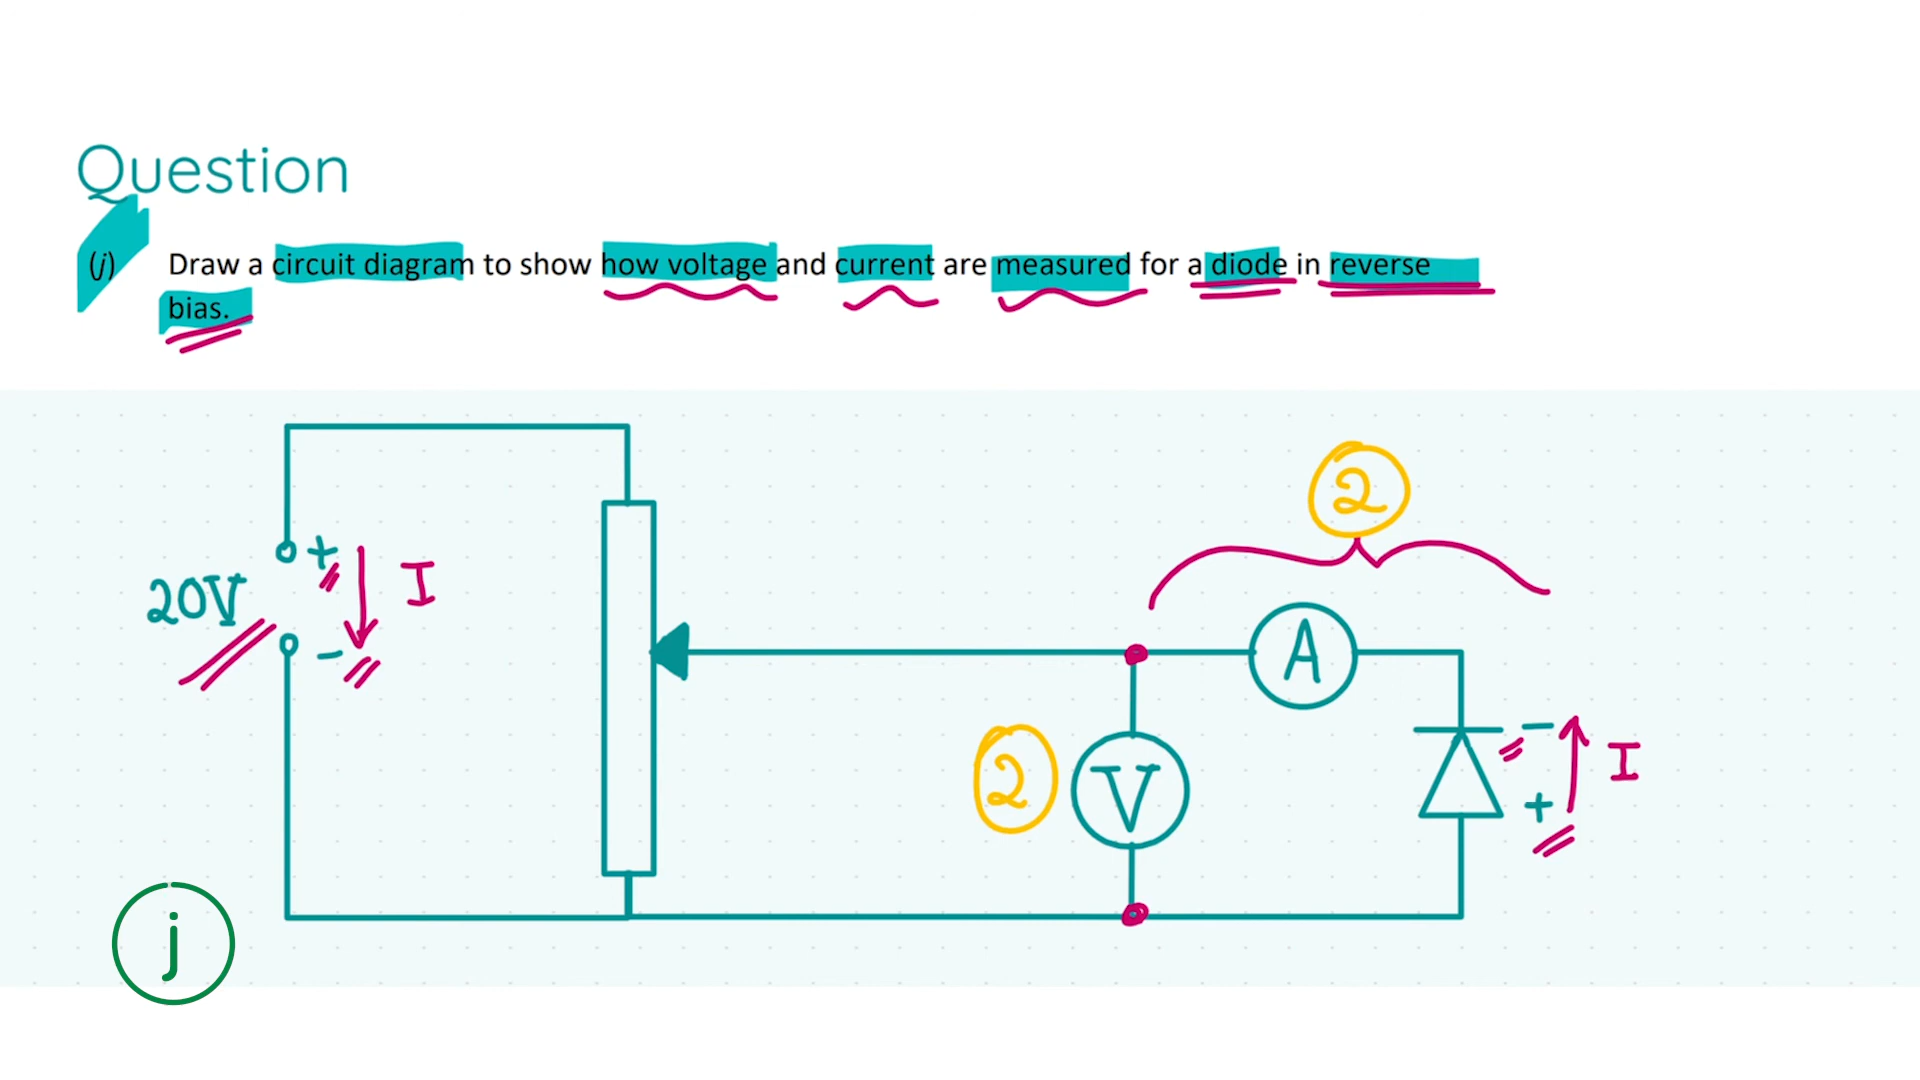 Question
(j) Draw a circuit diagram to show how voltage and current are measured for a diode in reverse
bias.
2
+
I
20V
-
A
-
I
2
V
+
j